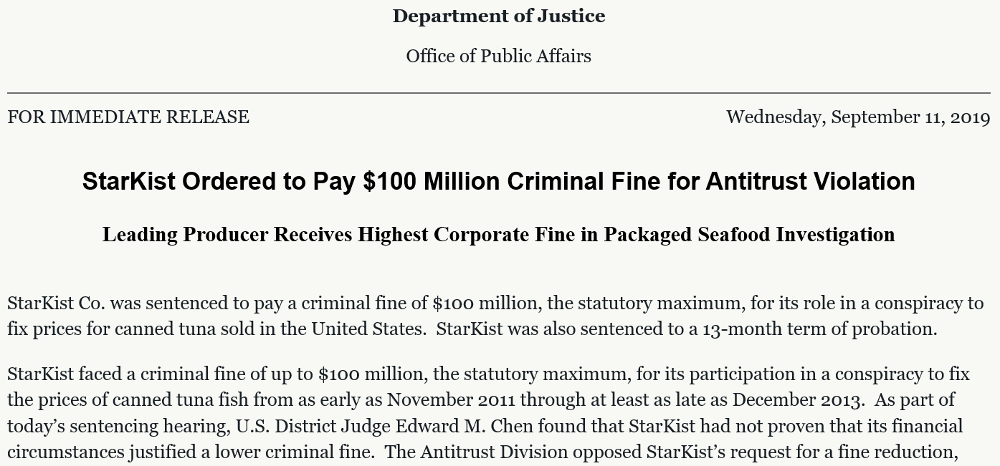 Department of Justice
Office of Public Affairs
FOR IMMEDIATE RELEASE
Wednesday, September 11, 2019
StarKist Ordered to Pay $100 Million Criminal Fine for Antitrust Violation
Leading Producer Receives Highest Corporate Fine in Packaged Seafood Investigation
StarKist Co. was sentenced to pay a criminal fine of $100 million, the statutory maximum, for its role in a conspiracy to
fix prices for canned tuna sold in the United States.  StarKist was also sentenced to a 13-month term of probation.
StarKist faced a criminal fine of up to $100 million, the statutory maximum, for its participation in a conspiracy to fix
the prices of canned tuna fish from as early as November 2011 through at least as late as December 2013.  As part of
today’s sentencing hearing, U.S. District Judge Edward M. Chen found that StarKist had not proven that its financial
circumstances justified a lower criminal fine.  The Antitrust Division opposed StarKist’s request for a fine reduction,